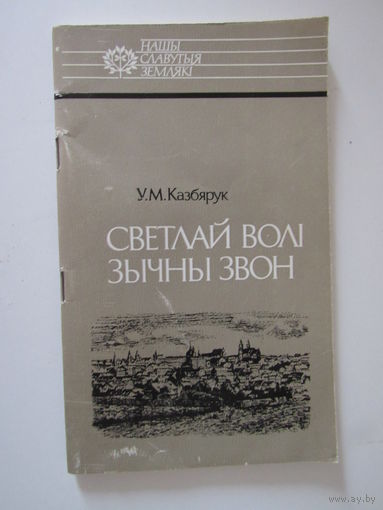 НАШЫ
СЛАВУТЫЯ
ЗЕМЛЯКІ
У.М.Казбярук
СВЕТЛАЙ ВОЛІ
ЗЫЧНЫ ЗВОН
www.ay.by